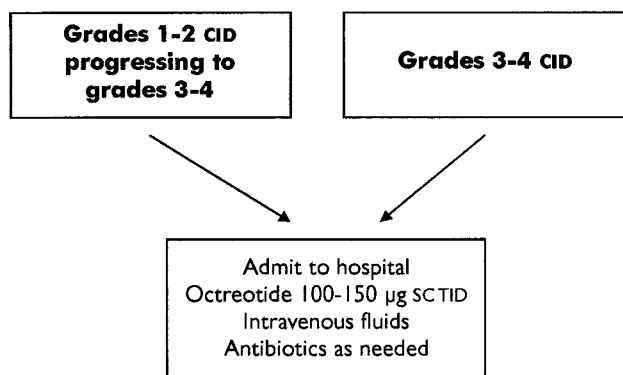 Grades 1-2 CID
progressing to
grades 3-4
Grades 3-4 CID
Admit to hospital
Octreotide 100-150 µg SC TID
Intravenous fluids
Antibiotics as needed